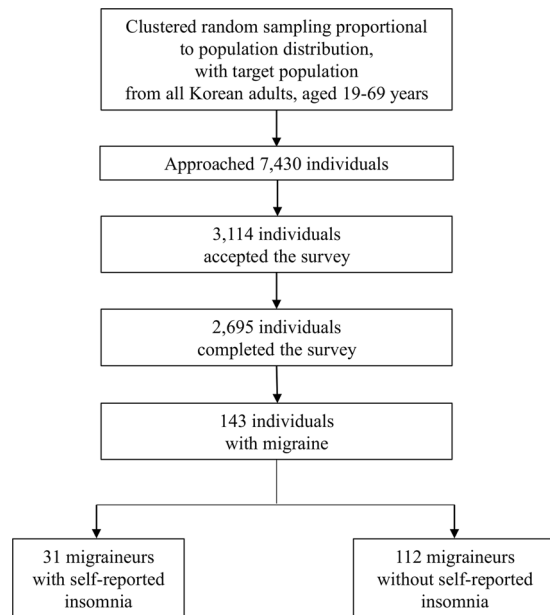 Clustered random sampling proportional
to population distribution,
with target population
from all Korean adults, aged 19-69 years
Approached 7,430 individuals
3,114 individuals
accepted the survey
2,695 individuals
completed the survey
143 individuals
with migraine
31 migraineurs
with self-reported
insomnia
112 migraineurs
without self-reported
insomnia